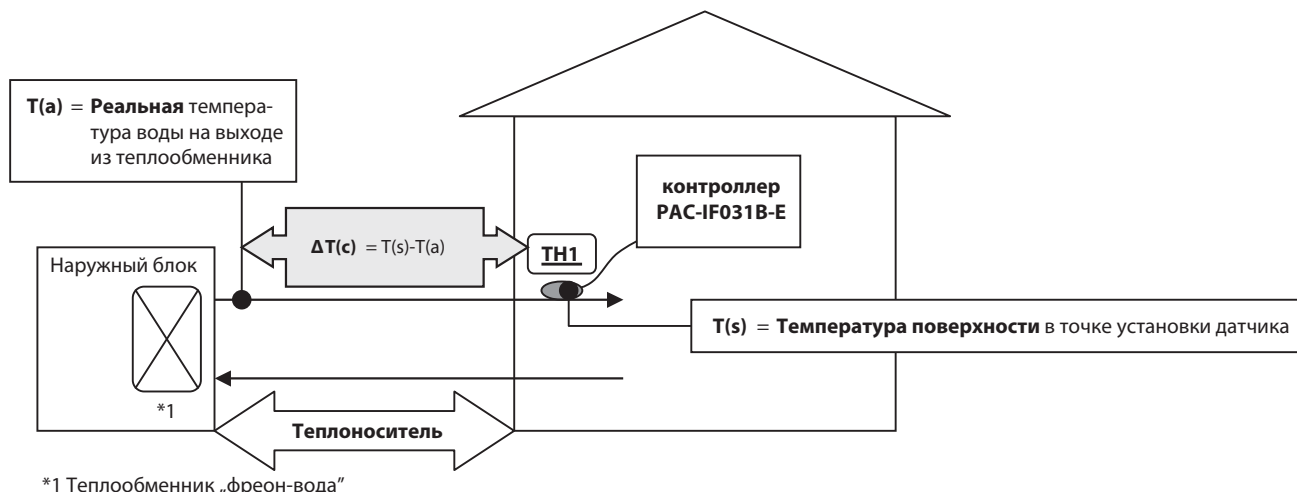 T(a) = Реальная темпера-
тура воды на выходе
из теплообменника
контроллер
PAC-IF031B-E
ΔT(c) = T(s)-T(a)
TH1
Наружный блок
T(s) = Температура поверхности в точке установки датчика
*1
Теплоноситель
*1 Теплообменник „фреон-вода”